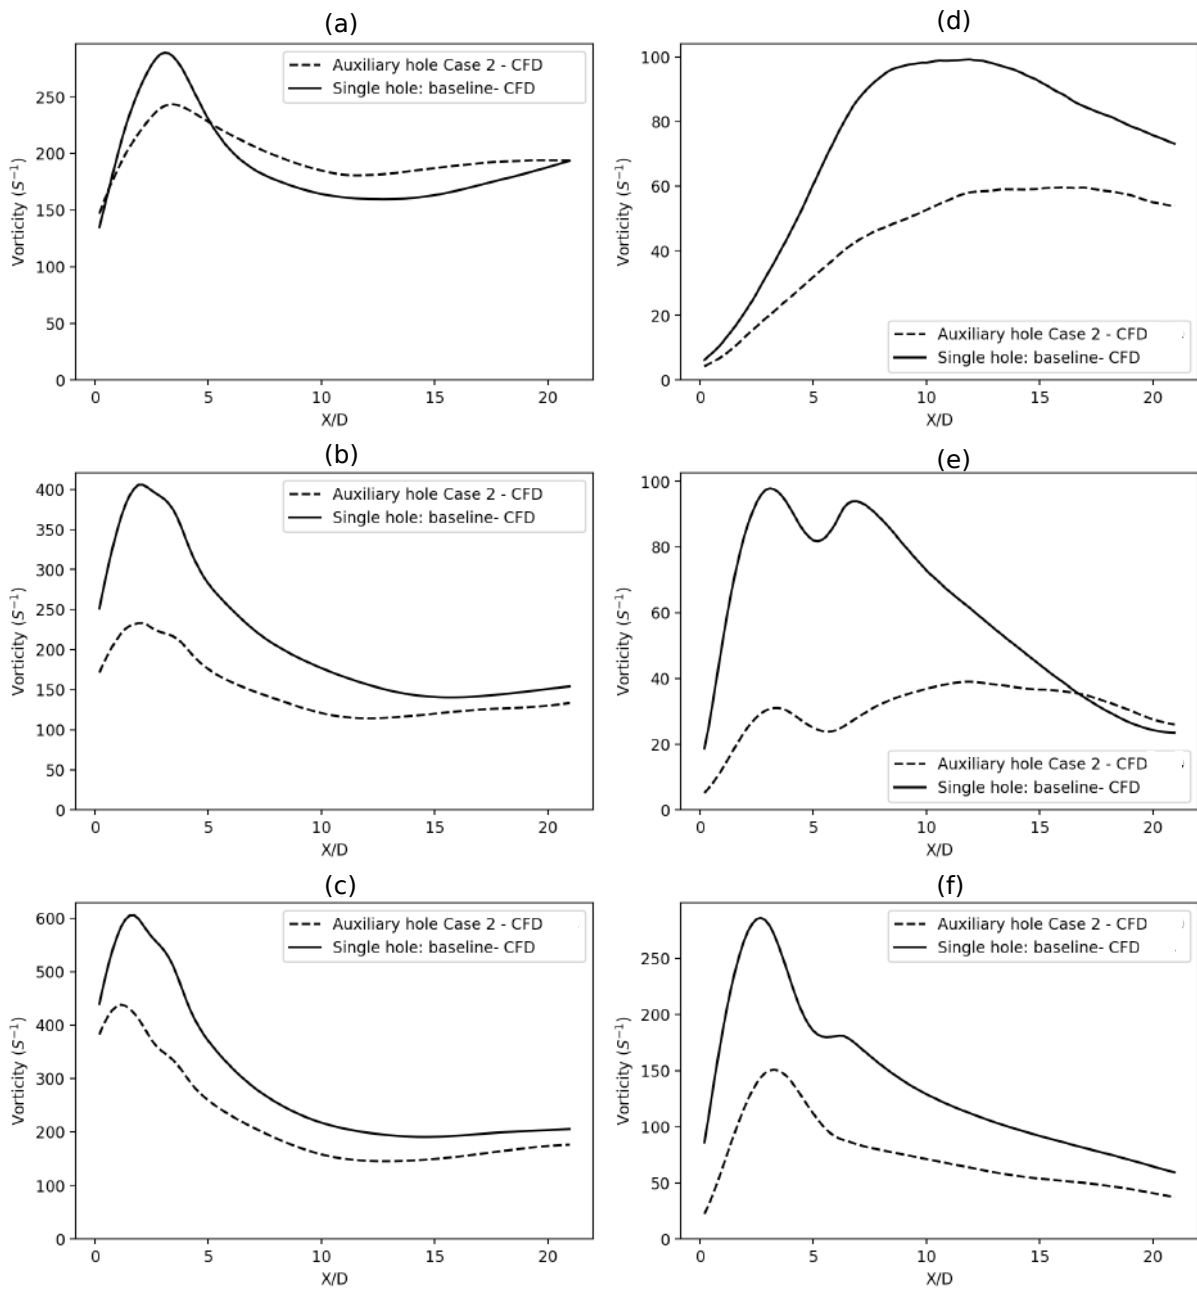 (a)
Vorticity (S⁻¹)
250
200
150
100
50
0
Auxiliary hole Case 2 - CFD
Single hole: baseline- CFD
0 5 10 15 20
X/D
(d)
Vorticity (S⁻¹)
100
80
60
40
20
0
Auxiliary hole Case 2 - CFD
Single hole: baseline- CFD
0 5 10 15 20
X/D
(b)
Vorticity (S⁻¹)
400
350
300
250
200
150
100
50
0
Auxiliary hole Case 2 - CFD
Single hole: baseline- CFD
0 5 10 15 20
X/D
(e)
Vorticity (S⁻¹)
100
80
60
40
20
0
Auxiliary hole Case 2 - CFD
Single hole: baseline- CFD
0 5 10 15 20
X/D
(c)
Vorticity (S⁻¹)
600
500
400
300
200
100
0
Auxiliary hole Case 2 - CFD
Single hole: baseline- CFD
0 5 10 15 20
X/D
(f)
Vorticity (S⁻¹)
250
200
150
100
50
0
Auxiliary hole Case 2 - CFD
Single hole: baseline- CFD
0 5 10 15 20
X/D